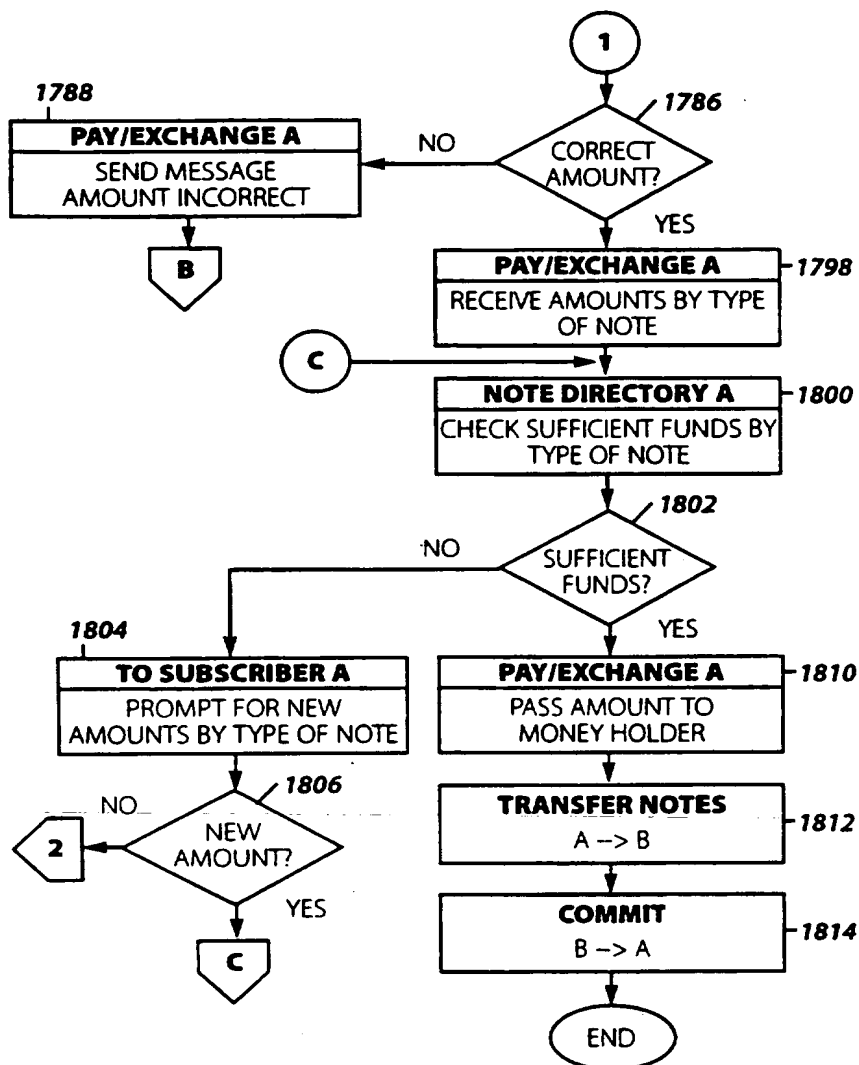 1
1788
1786
PAY/EXCHANGE A
SEND MESSAGE
AMOUNT INCORRECT
NO
CORRECT
AMOUNT?
YES
B
PAY/EXCHANGE A
1798
RECEIVE AMOUNTS BY TYPE
OF NOTE
C
NOTE DIRECTORY A
1800
CHECK SUFFICIENT FUNDS BY
TYPE OF NOTE
1802
NO
SUFFICIENT
FUNDS?
YES
1804
TO SUBSCRIBER A
PROMPT FOR NEW
AMOUNTS BY TYPE OF NOTE
PAY/EXCHANGE A
1810
PASS AMOUNT TO
MONEY HOLDER
1806
NO
2
NEW
AMOUNT?
YES
C
TRANSFER NOTES
A --> B
1812
COMMIT
B --> A
1814
END